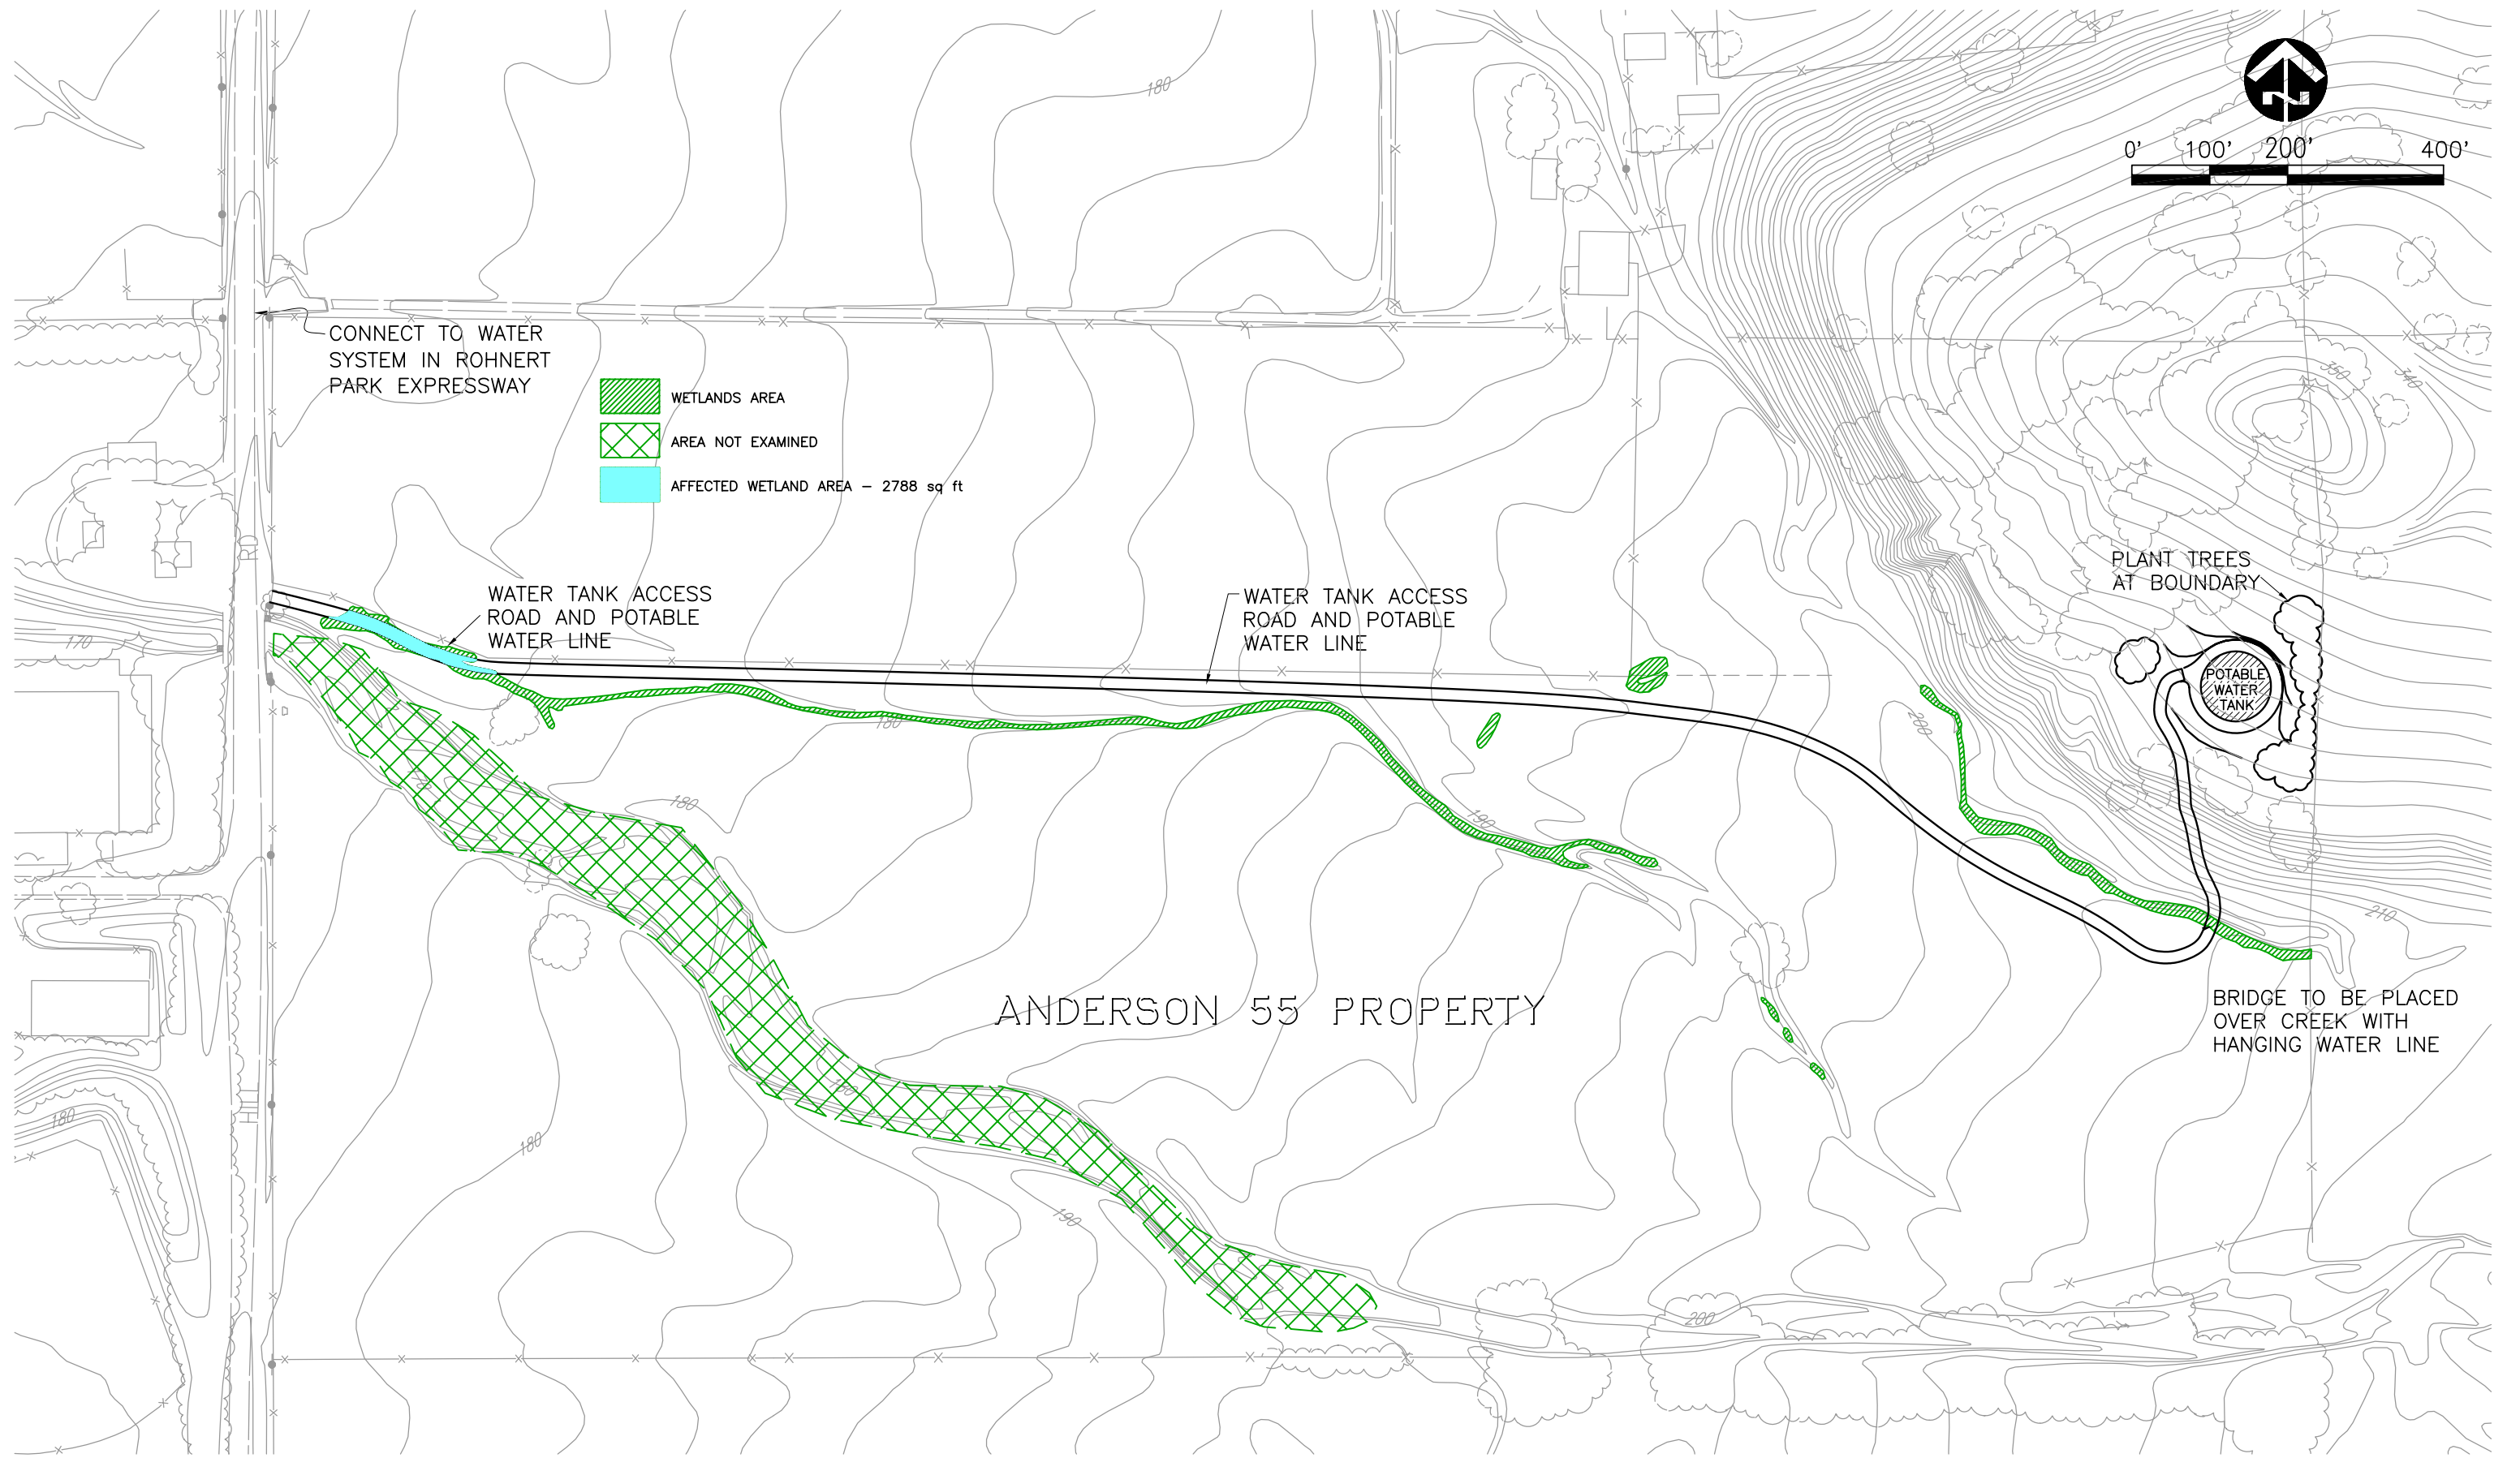 180
0' 100' 200' 400'
CONNECT TO WATER
SYSTEM IN ROHNERT
PARK EXPRESSWAY
WETLANDS AREA
AREA NOT EXAMINED
AFFECTED WETLAND AREA – 2788 sq ft
350
340
WATER TANK ACCESS
ROAD AND POTABLE
WATER LINE
WATER TANK ACCESS
ROAD AND POTABLE
WATER LINE
PLANT TREES
AT BOUNDARY
170
POTABLE
WATER
TANK
180
200
180
190
210
ANDERSON 55 PROPERTY
BRIDGE TO BE PLACED
OVER CREEK WITH
HANGING WATER LINE
180
180
180
190
200